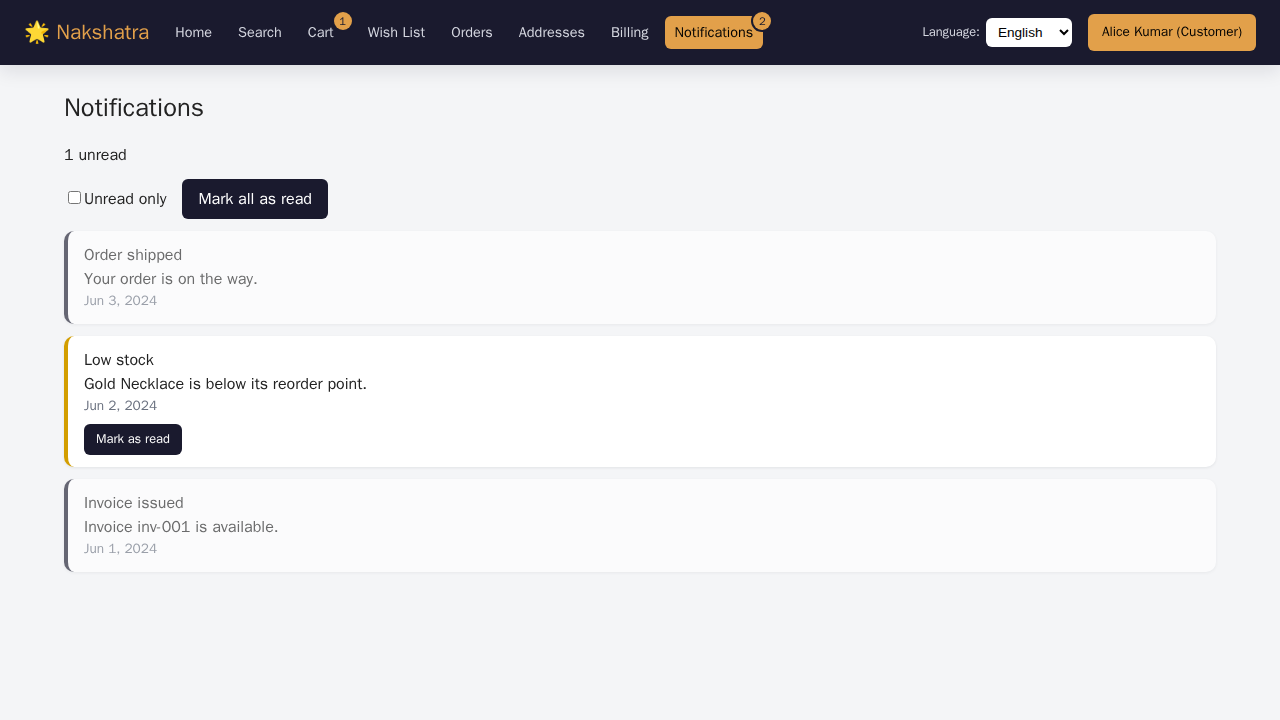 🌟 Nakshatra Home Search Cart 1 Wish List Orders Addresses Billing Notifications 2 Language: English Alice Kumar (Customer)
Notifications
1 unread
Unread only Mark all as read
Order shipped
Your order is on the way.
Jun 3, 2024
Low stock
Gold Necklace is below its reorder point.
Jun 2, 2024
Mark as read
Invoice issued
Invoice inv-001 is available.
Jun 1, 2024